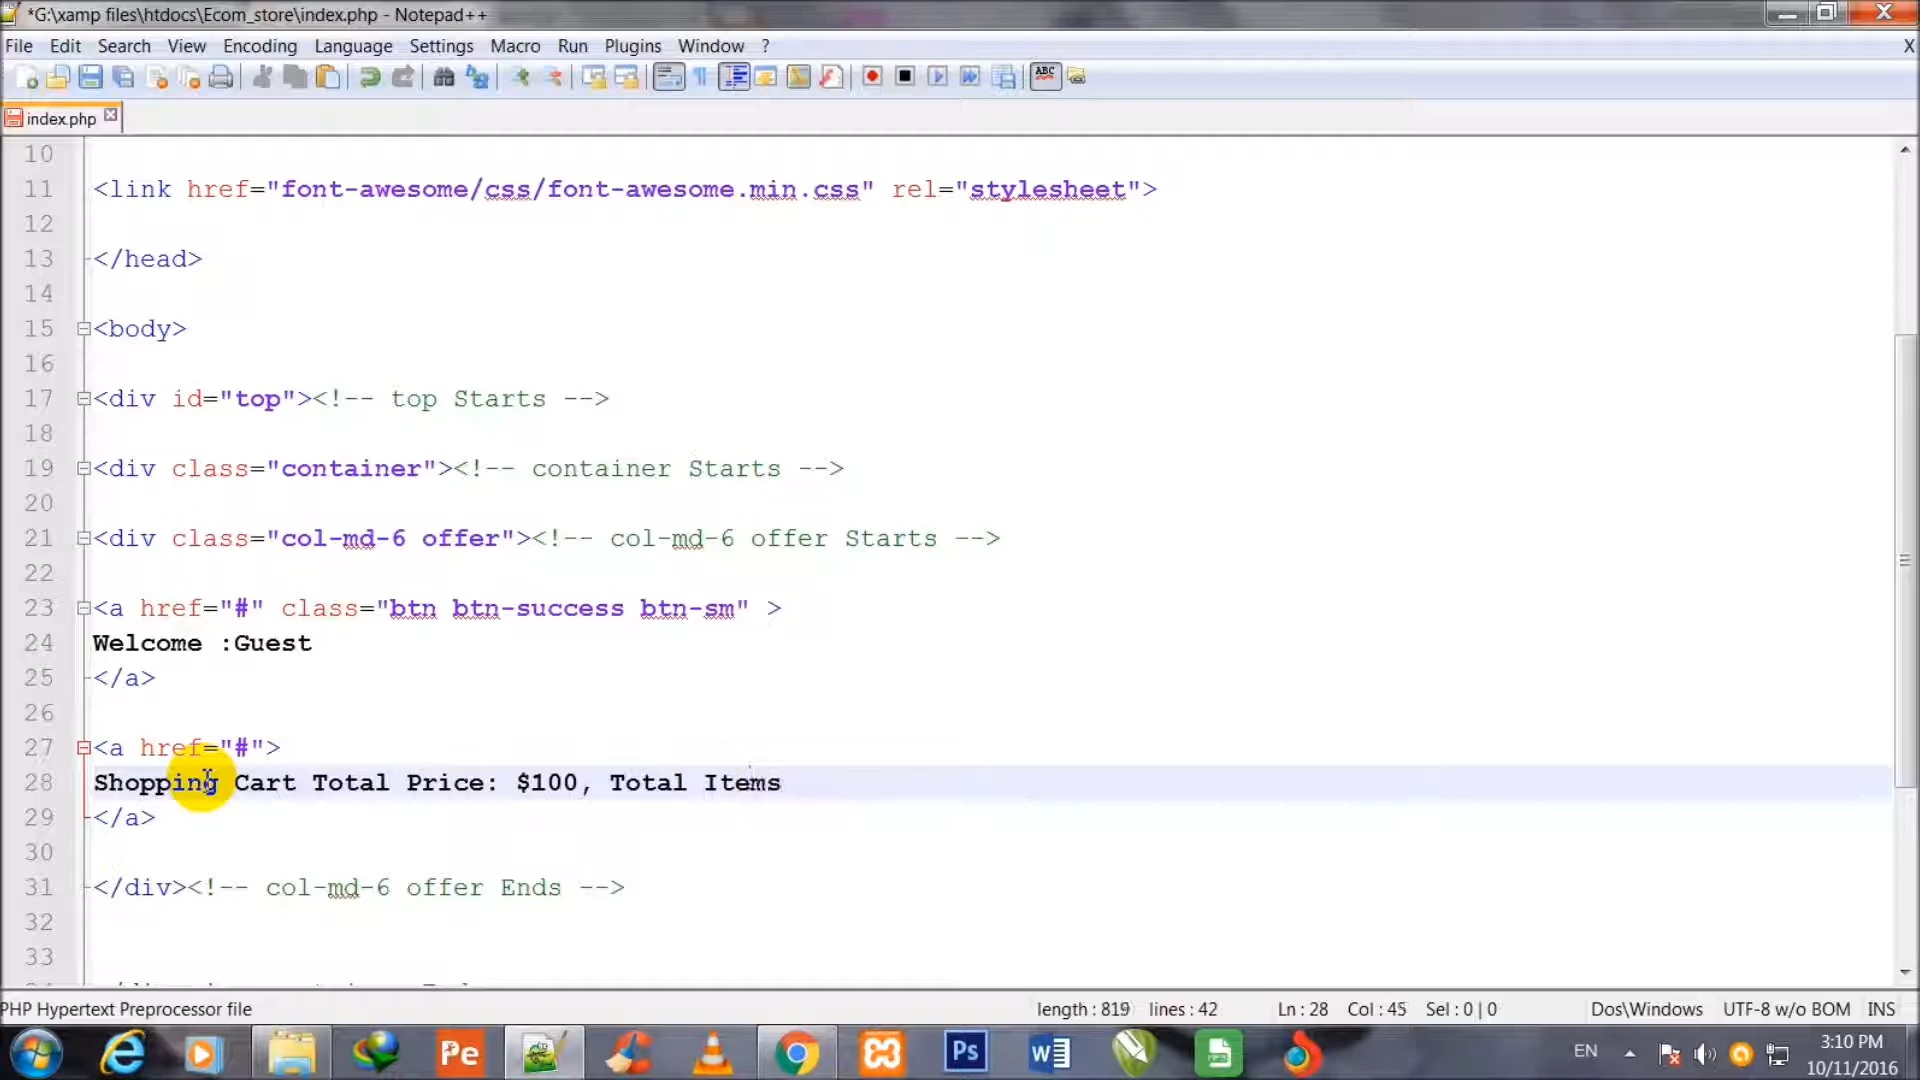 *G:\xamp files\htdocs\Ecom_store\index.php - Notepad++
File Edit Search View Encoding Language Settings Macro Run Plugins Window ? X
ABC
index.php
10
11 <link href="font-awesome/css/font-awesome.min.css" rel="stylesheet">
12
13 </head>
14
15 <body>
16
17 <div id="top"><!-- top Starts -->
18
19 <div class="container"><!-- container Starts -->
20
21 <div class="col-md-6 offer"><!-- col-md-6 offer Starts -->
22
23 <a href="#" class="btn btn-success btn-sm" >
24 Welcome :Guest
25 </a>
26
27 <a href="#">
28 Shopping Cart Total Price: $100, Total Items
29 </a>
30
31 </div><!-- col-md-6 offer Ends -->
32
33
PHP Hypertext Preprocessor file length : 819 lines : 42 Ln : 28 Col : 45 Sel : 0 | 0 Dos\Windows UTF-8 w/o BOM INS
Pe Ps W EN 3:10 PM
10/11/2016